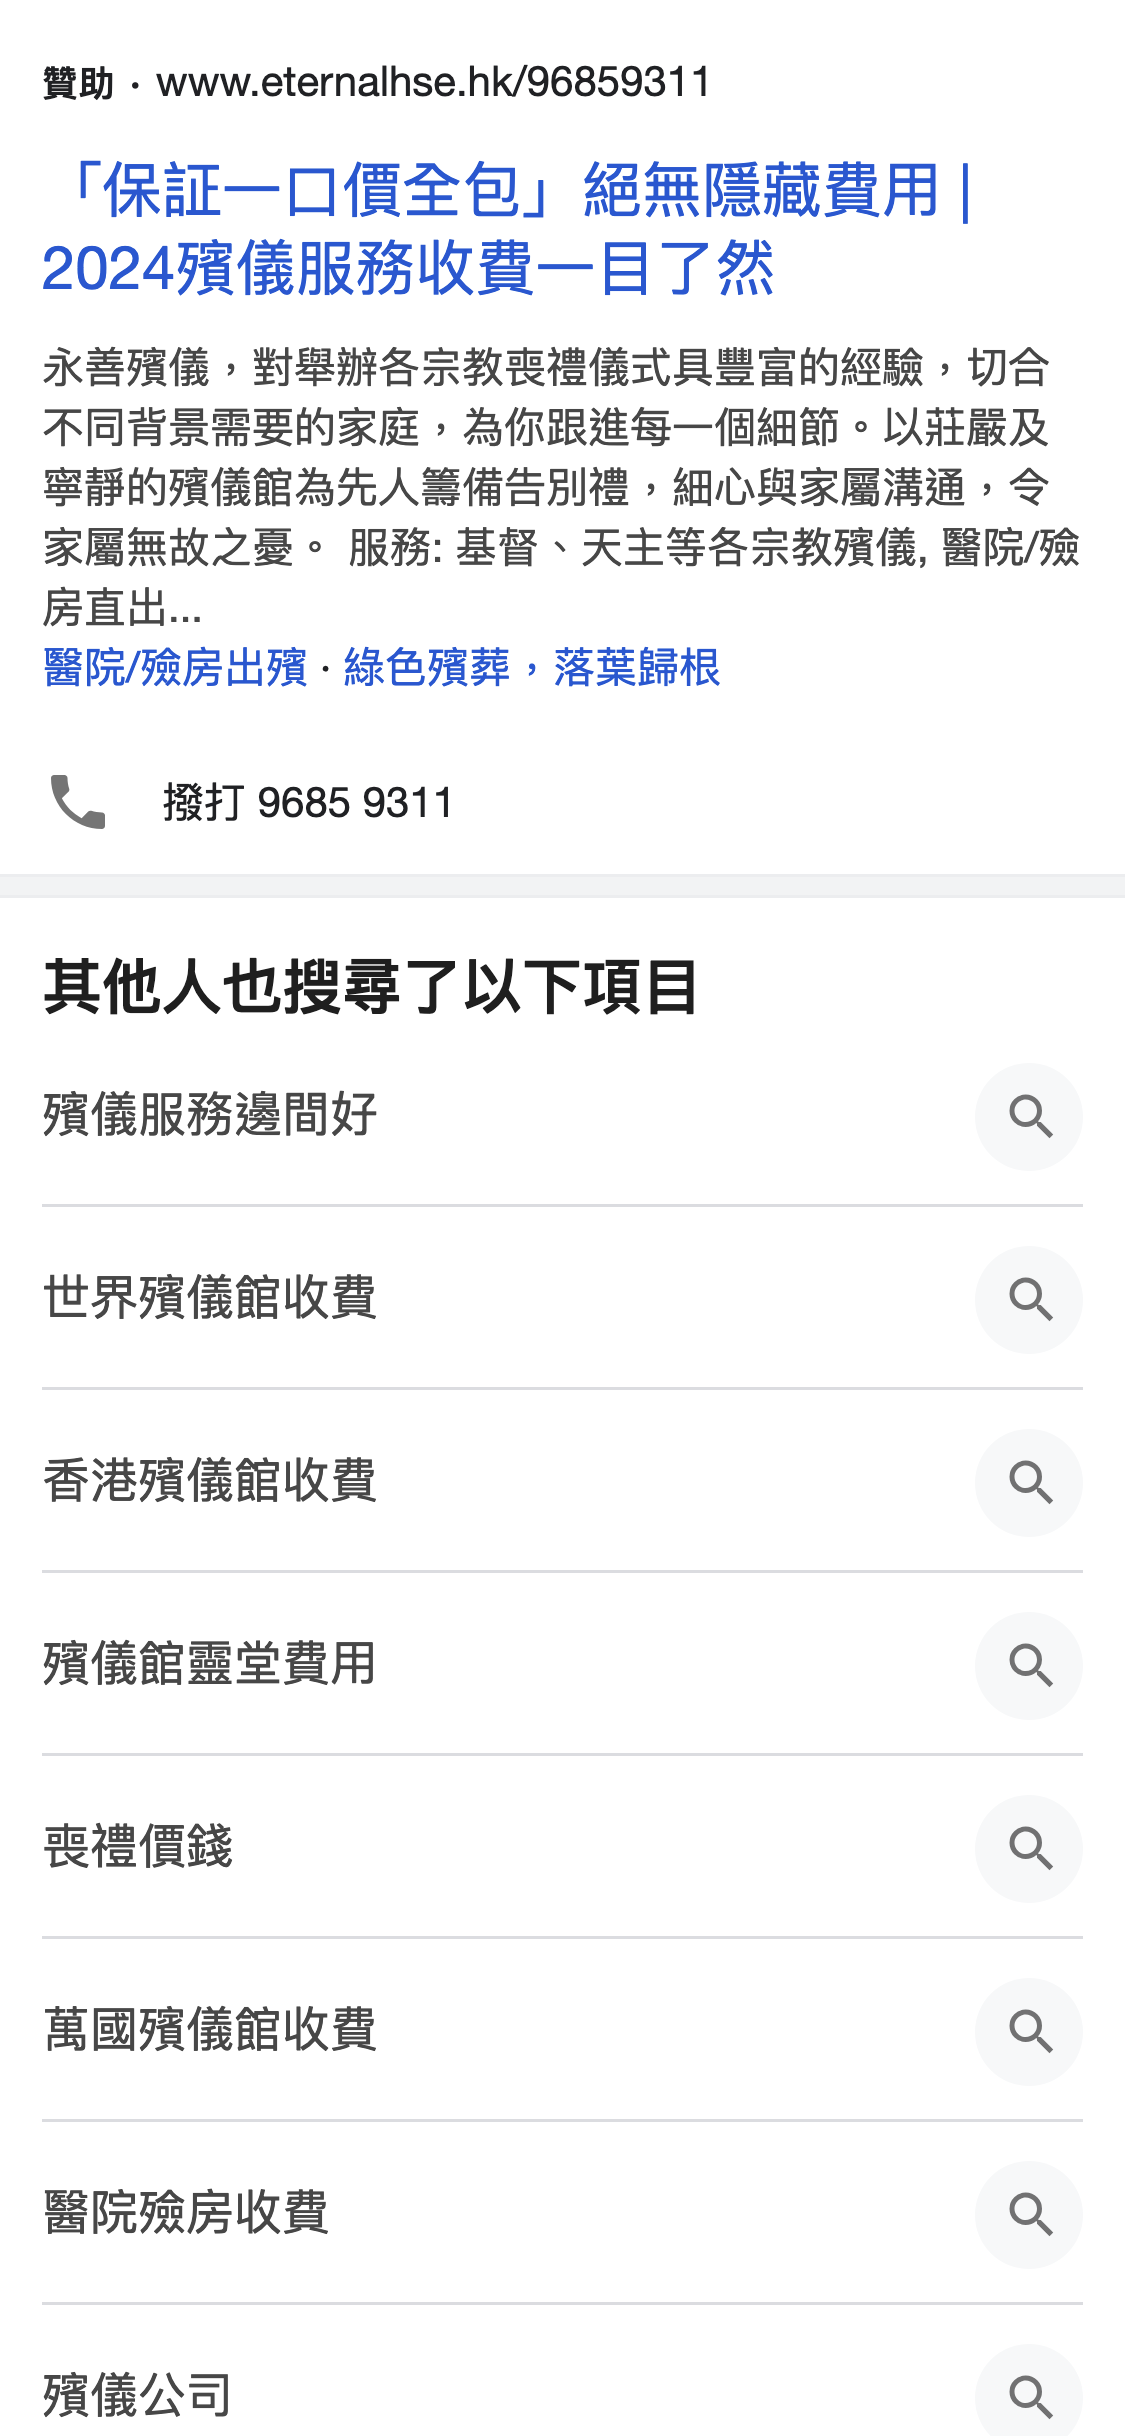 贊助 · www.eternalhse.hk/96859311
「保証一口價全包」絕無隱藏費用 |
2024殯儀服務收費一目了然
永善殯儀，對舉辦各宗教喪禮儀式具豐富的經驗，切合
不同背景需要的家庭，為你跟進每一個細節。以莊嚴及
寧靜的殯儀館為先人籌備告別禮，細心與家屬溝通，令
家屬無故之憂。 服務: 基督、天主等各宗教殯儀, 醫院/殮
房直出...
醫院/殮房出殯 · 綠色殯葬，落葉歸根
撥打 9685 9311
其他人也搜尋了以下項目
殯儀服務邊間好
世界殯儀館收費
香港殯儀館收費
殯儀館靈堂費用
喪禮價錢
萬國殯儀館收費
醫院殮房收費
殯儀公司